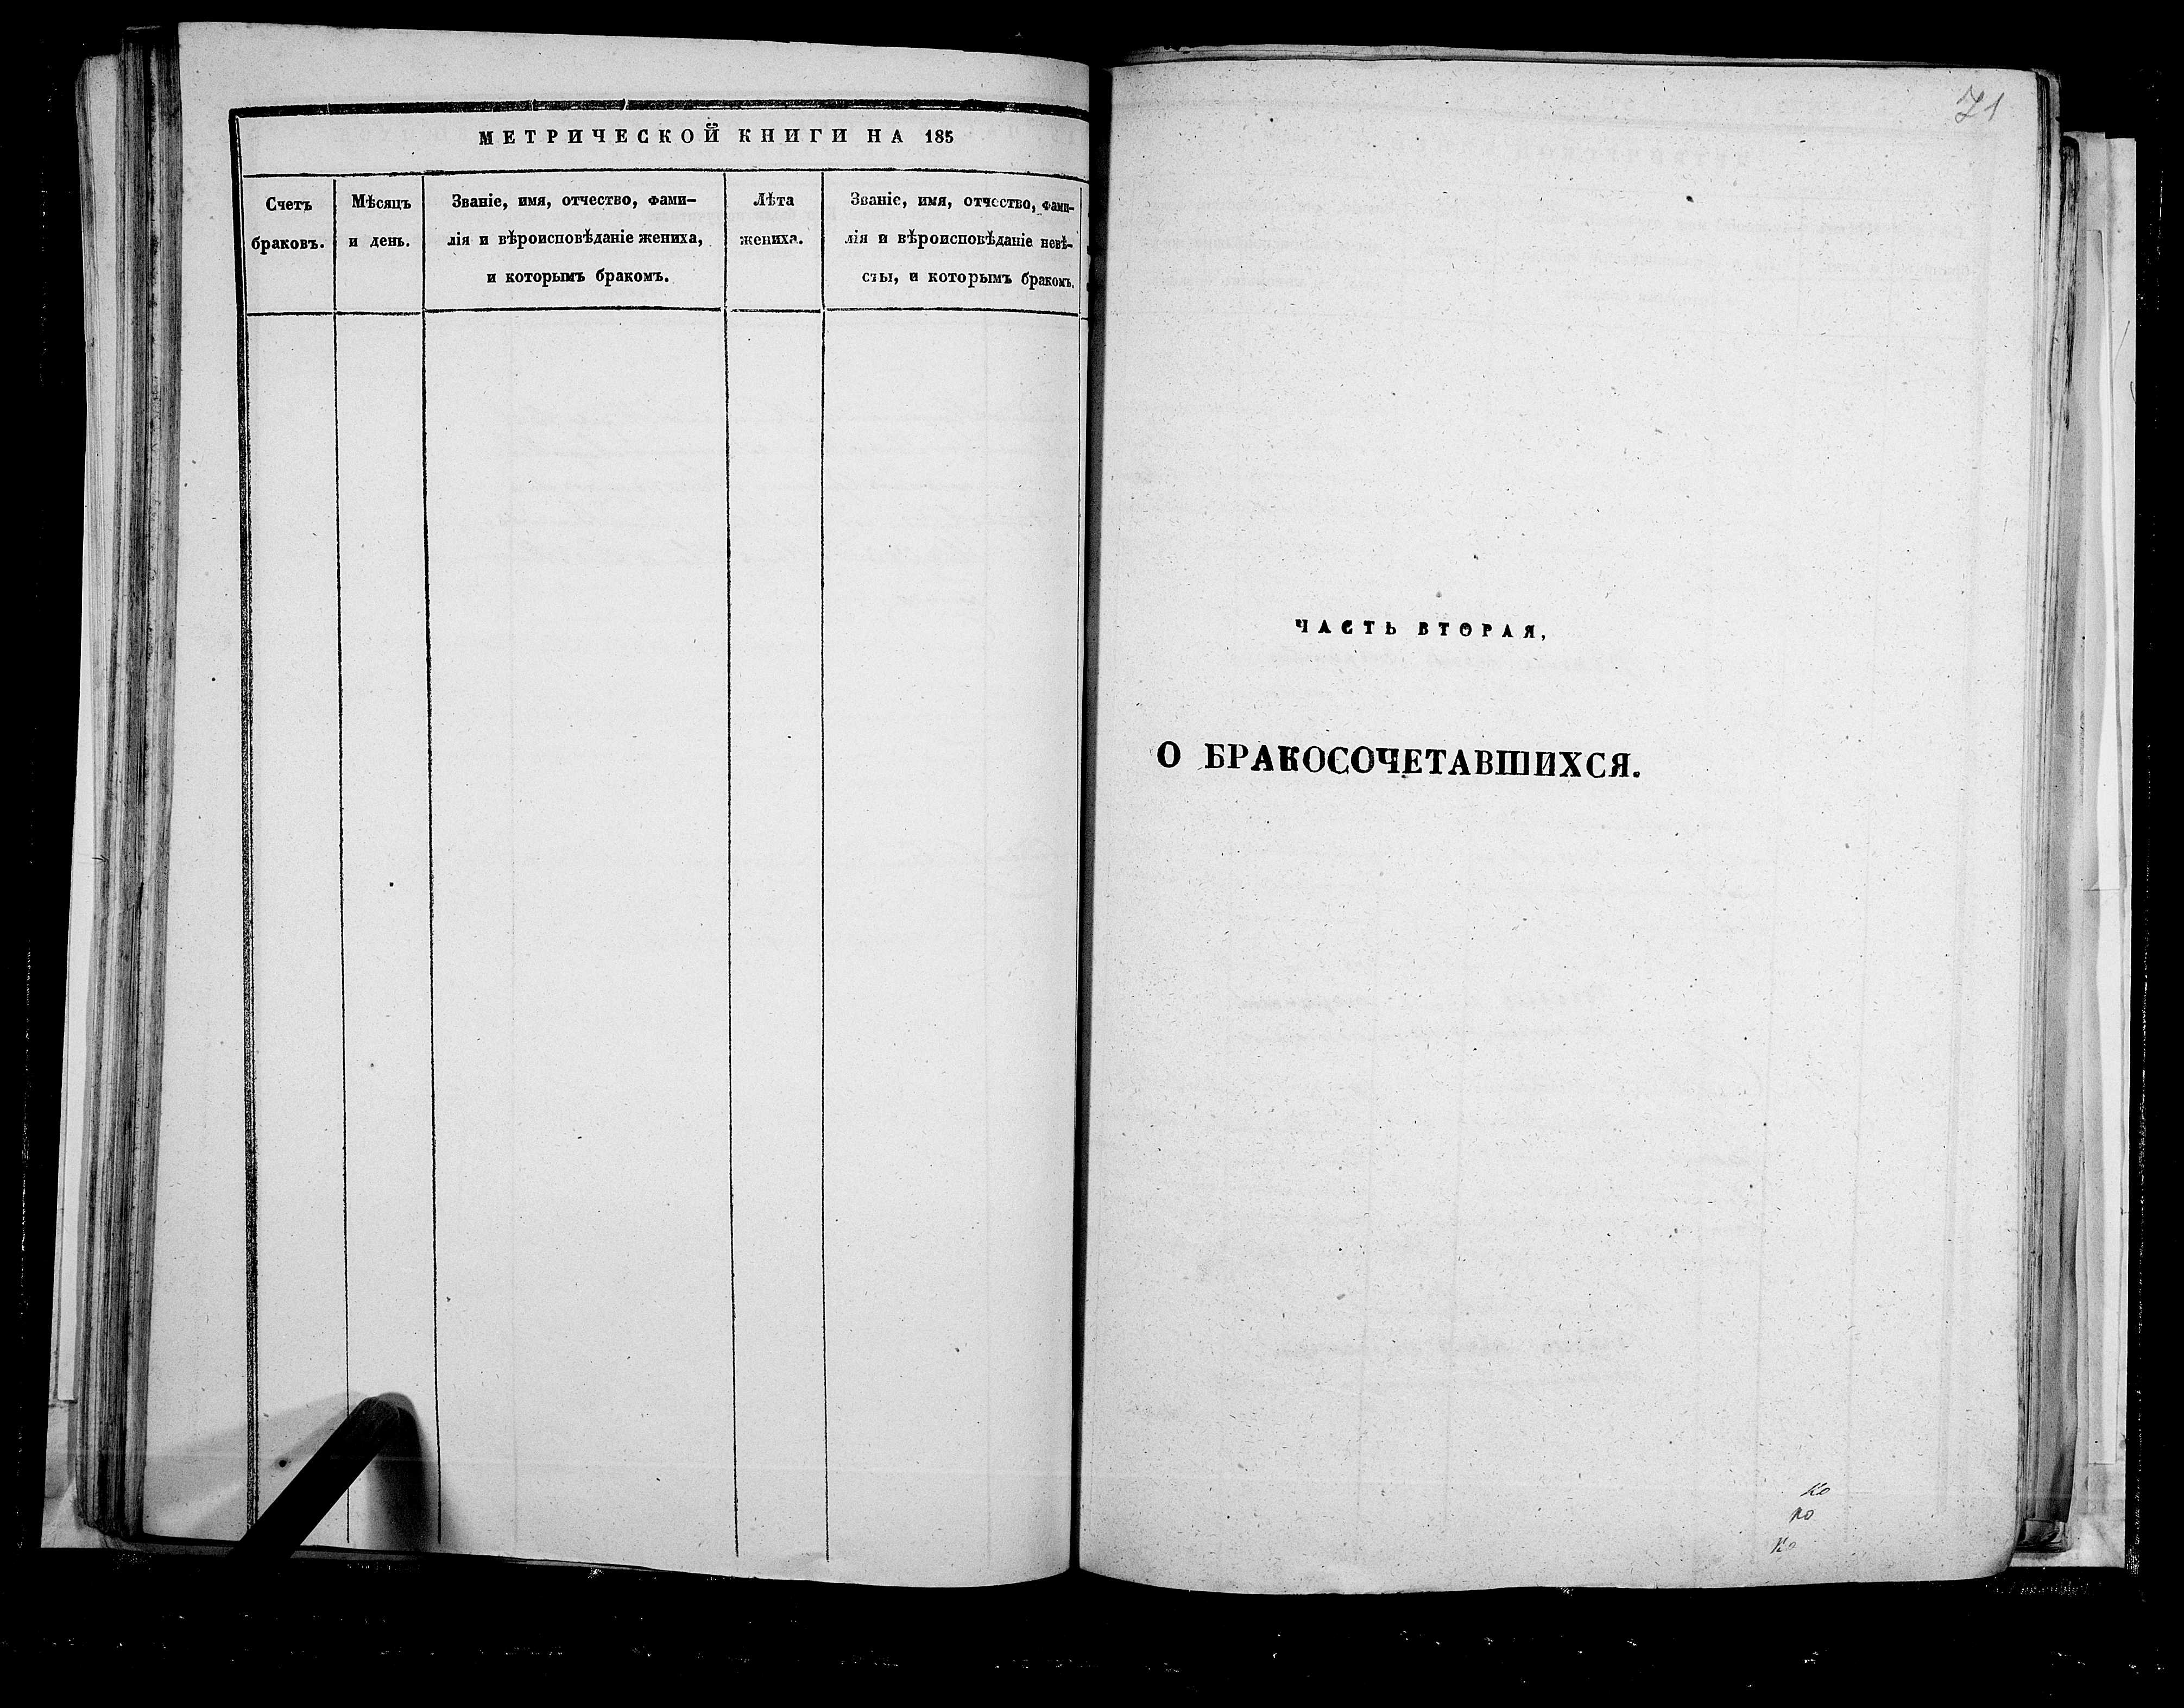 МЕТРИЧЕСКОЙ КНИГИ НА 185
Счетъ
браковъ.
Мѣсяцъ
и день.
Званіе, имя, отчество, фами-
лія и вѣроисповѣданіе жениха,
и которымъ бракомъ.
Лѣта
жениха.
Званіе, имя, отчество, фами-
лія и вѣроисповѣданіе невѣ-
сты, и которымъ бракомъ.
71
ЧАСТЬ ВТОРАЯ,
О БРАКОСОЧЕТАВШИХСЯ.